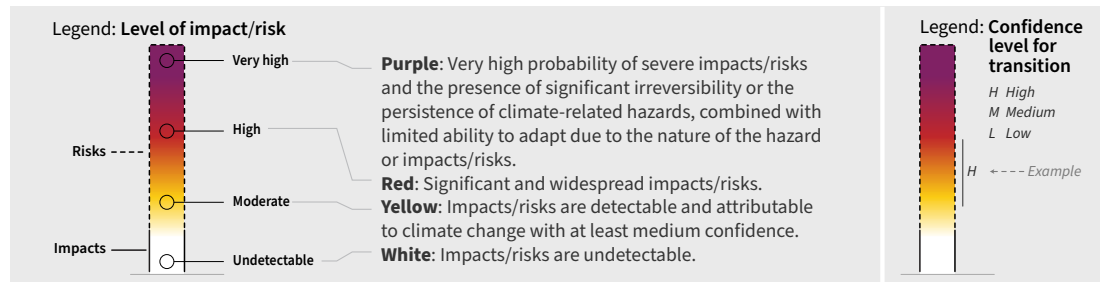 Legend: Level of impact/risk
Very high
High
Risks
Moderate
Impacts
Undetectable
Purple: Very high probability of severe impacts/risks
and the presence of significant irreversibility or the
persistence of climate-related hazards, combined with
limited ability to adapt due to the nature of the hazard
or impacts/risks.
Red: Significant and widespread impacts/risks.
Yellow: Impacts/risks are detectable and attributable
to climate change with at least medium confidence.
White: Impacts/risks are undetectable.
Legend: Confidence
level for
transition
H High
M Medium
L Low
H
Example